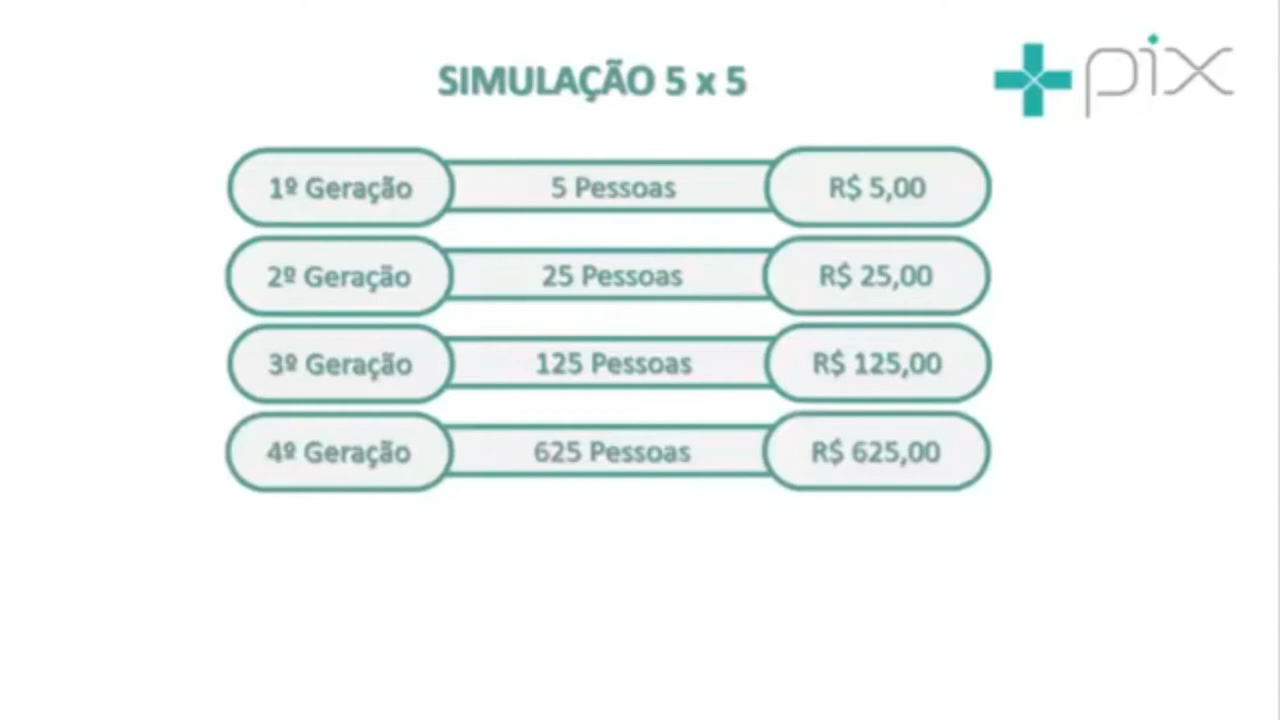 SIMULAÇÃO 5 x 5
pix
1º Geração 5 Pessoas R$ 5,00
2º Geração 25 Pessoas R$ 25,00
3º Geração 125 Pessoas R$ 125,00
4º Geração 625 Pessoas R$ 625,00